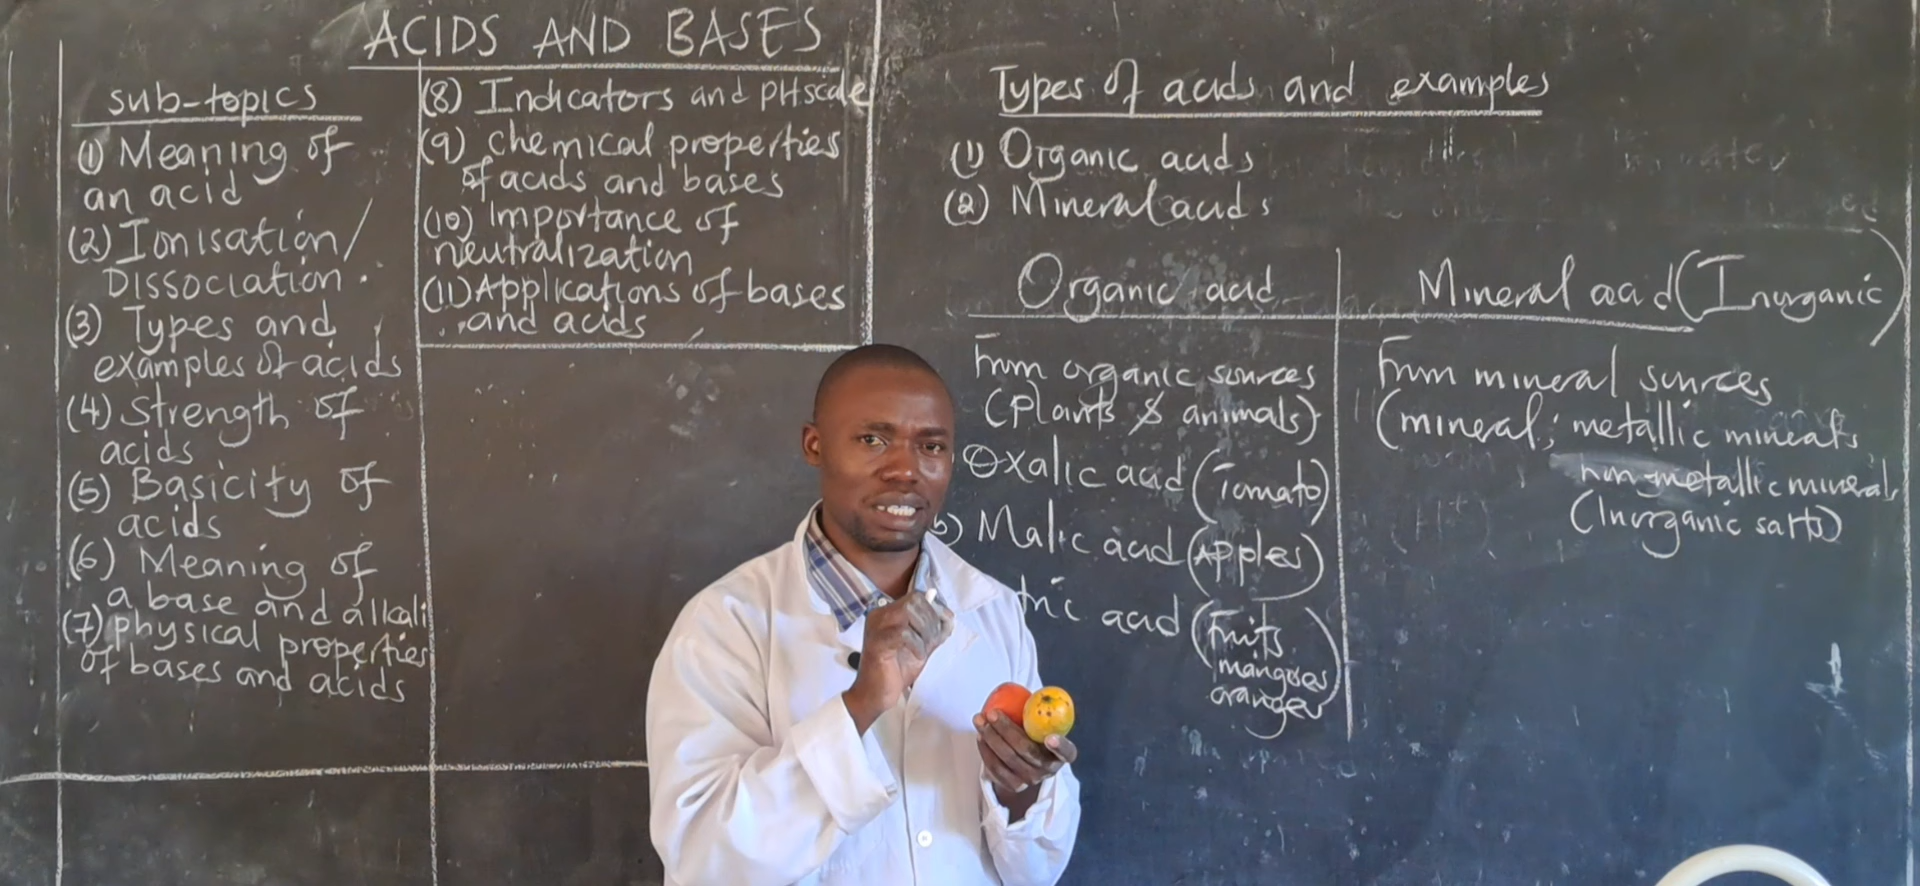 ACIDS AND BASES
sub-topics
(1) Meaning of
an acid
(2) Ionisation/
Dissociation.
(3) Types and
examples of acids
(4) Strength of
acids
(5) Basicity of
acids
(6) Meaning of
a base and alkali
(7) physical properties
of bases and acids
(8) Indicators and pH scale
(9) chemical properties
of acids and bases
(10) Importance of
neutralization
(11) Applications of bases
and acids
Types of acids and examples
(1) Organic acids
(2) Mineral acids
Organic acid
From organic sources
(Plants & animals)
Oxalic acid (Tomato)
b) Malic acid (Apples)
tric acid (Fruits
mangoes
oranges)
Mineral acid (Inorganic)
From mineral sources
(mineral; metallic minerals
non-metallic minerals
(Inorganic salts)